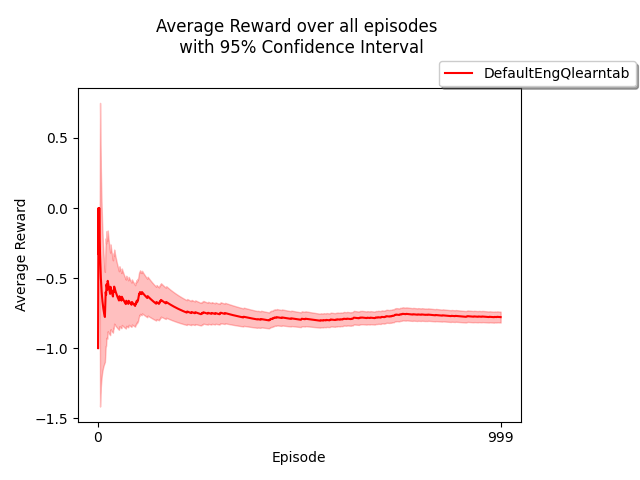 Average Reward over all episodes
with 95% Confidence Interval
DefaultEngQlearntab
0.5
0.0
−0.5
−1.0
−1.5
Average Reward
0
999
Episode